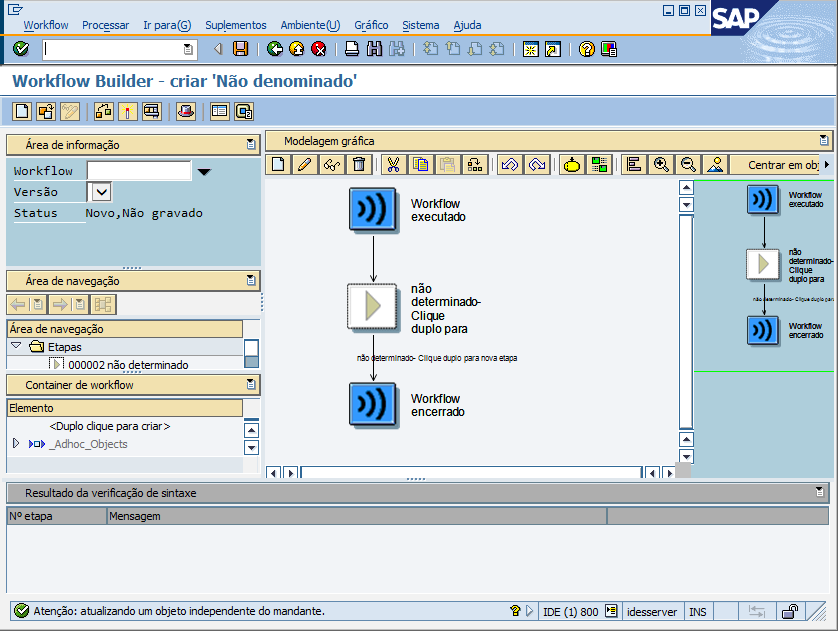 Workflow Processar Ir para(G) Suplementos Ambiente(U) Gráfico Sistema Ajuda
SAP
Workflow Builder - criar 'Não denominado'
Área de informação
Workflow
Versão
Status Novo,Não gravado
Área de navegação
Área de navegação
Etapas
000002 não determinado
Container de workflow
Elemento
<Duplo clique para criar>
_Adhoc_Objects
Modelagem gráfica
Centrar em obj
Workflow
executado
não
determinado-
Clique
duplo para
não determinado- Clique duplo para nova etapa
Workflow
encerrado
Workflow
executado
não
determinado-
Clique
duplo para
não determinado- Clique duplo para
Workflow
encerrado
Resultado da verificação de sintaxe
Nº etapa Mensagem
Atenção: atualizando um objeto independente do mandante.
IDE (1) 800 idesserver INS